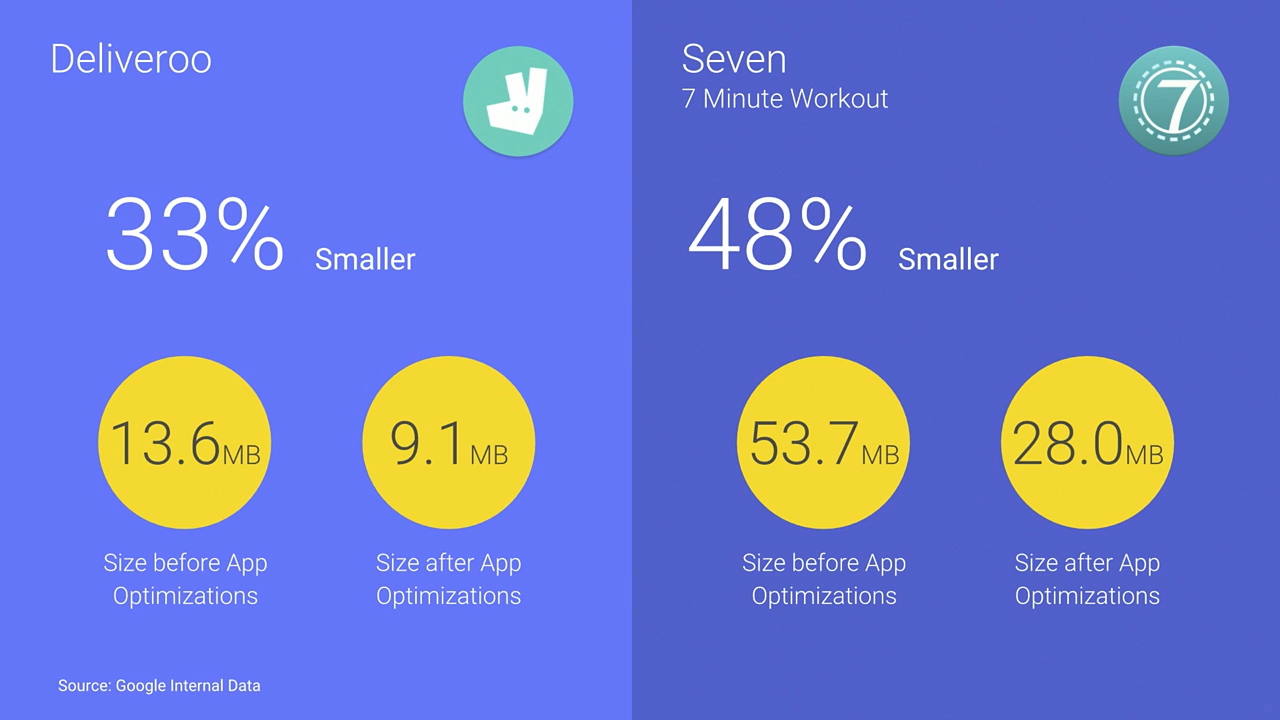 Deliveroo
33% Smaller
13.6MB
9.1MB
Size before App
Optimizations
Size after App
Optimizations
Source: Google Internal Data
Seven
7 Minute Workout
7
48% Smaller
53.7MB
28.0MB
Size before App
Optimizations
Size after App
Optimizations